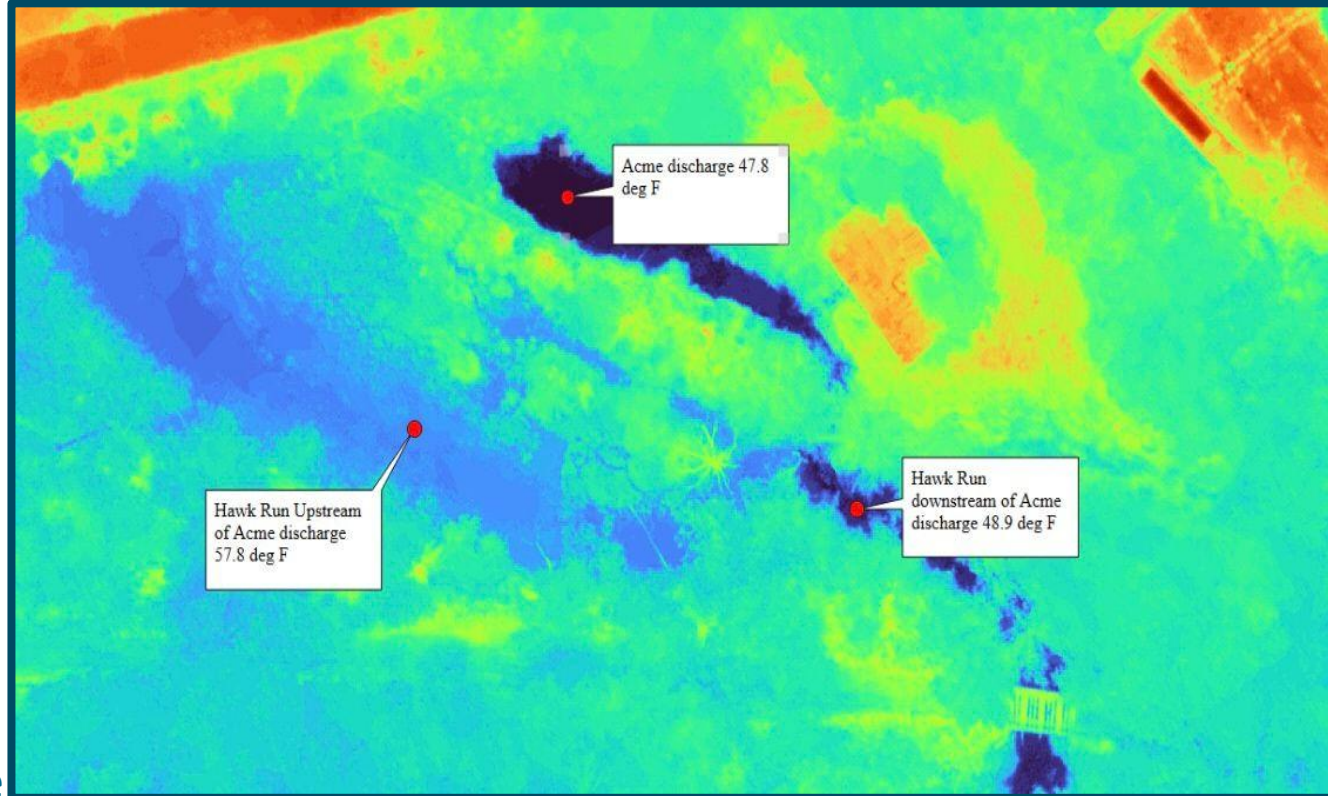 Acme discharge 47.8
deg F
Hawk Run Upstream
of Acme discharge
57.8 deg F
Hawk Run
downstream of Acme
discharge 48.9 deg F